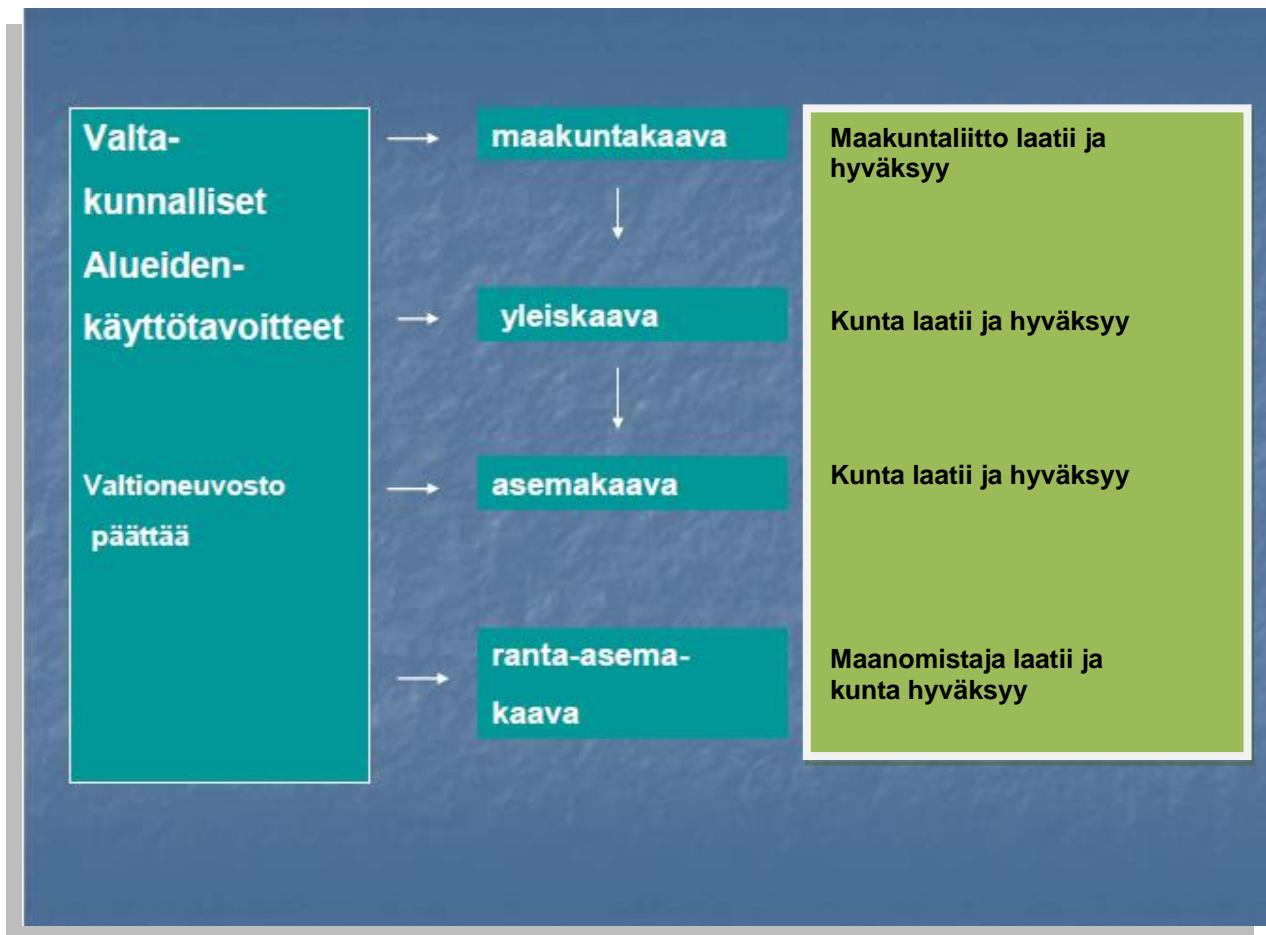 Valta-
kunnalliset
Alueiden-
käyttötavoitteet
Valtioneuvosto
päättää
maakuntakaava
yleiskaava
asemakaava
ranta-asema-
kaava
Maakuntaliitto laatii ja
hyväksyy
Kunta laatii ja hyväksyy
Kunta laatii ja hyväksyy
Maanomistaja laatii ja
kunta hyväksyy